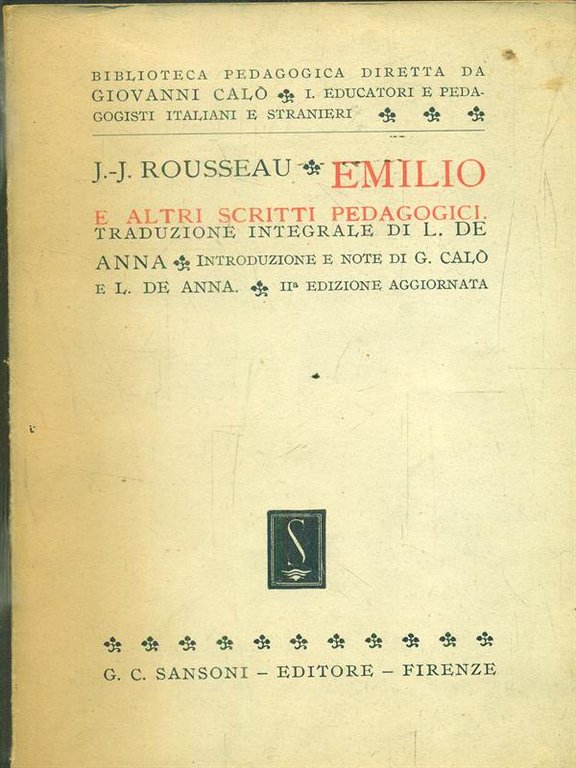 BIBLIOTECA PEDAGOGICA DIRETTA DA
GIOVANNI CALÒ I. EDUCATORI E PEDA-
GOGISTI ITALIANI E STRANIERI
J.-J. ROUSSEAU EMILIO
E ALTRI SCRITTI PEDAGOGICI.
TRADUZIONE INTEGRALE DI L. DE
ANNA INTRODUZIONE E NOTE DI G. CALÒ
E L. DE ANNA. IIª EDIZIONE AGGIORNATA
S
G. C. SANSONI – EDITORE – FIRENZE